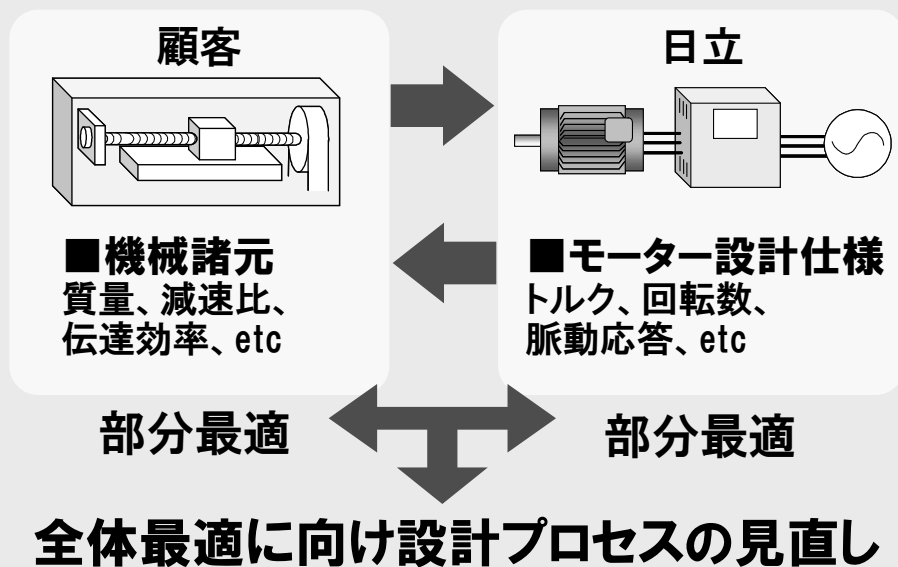 顧客
■機械諸元
質量、減速比、
伝達効率、etc
日立
■モーター設計仕様
トルク、回転数、
脈動応答、etc
部分最適
部分最適
全体最適に向け設計プロセスの見直し